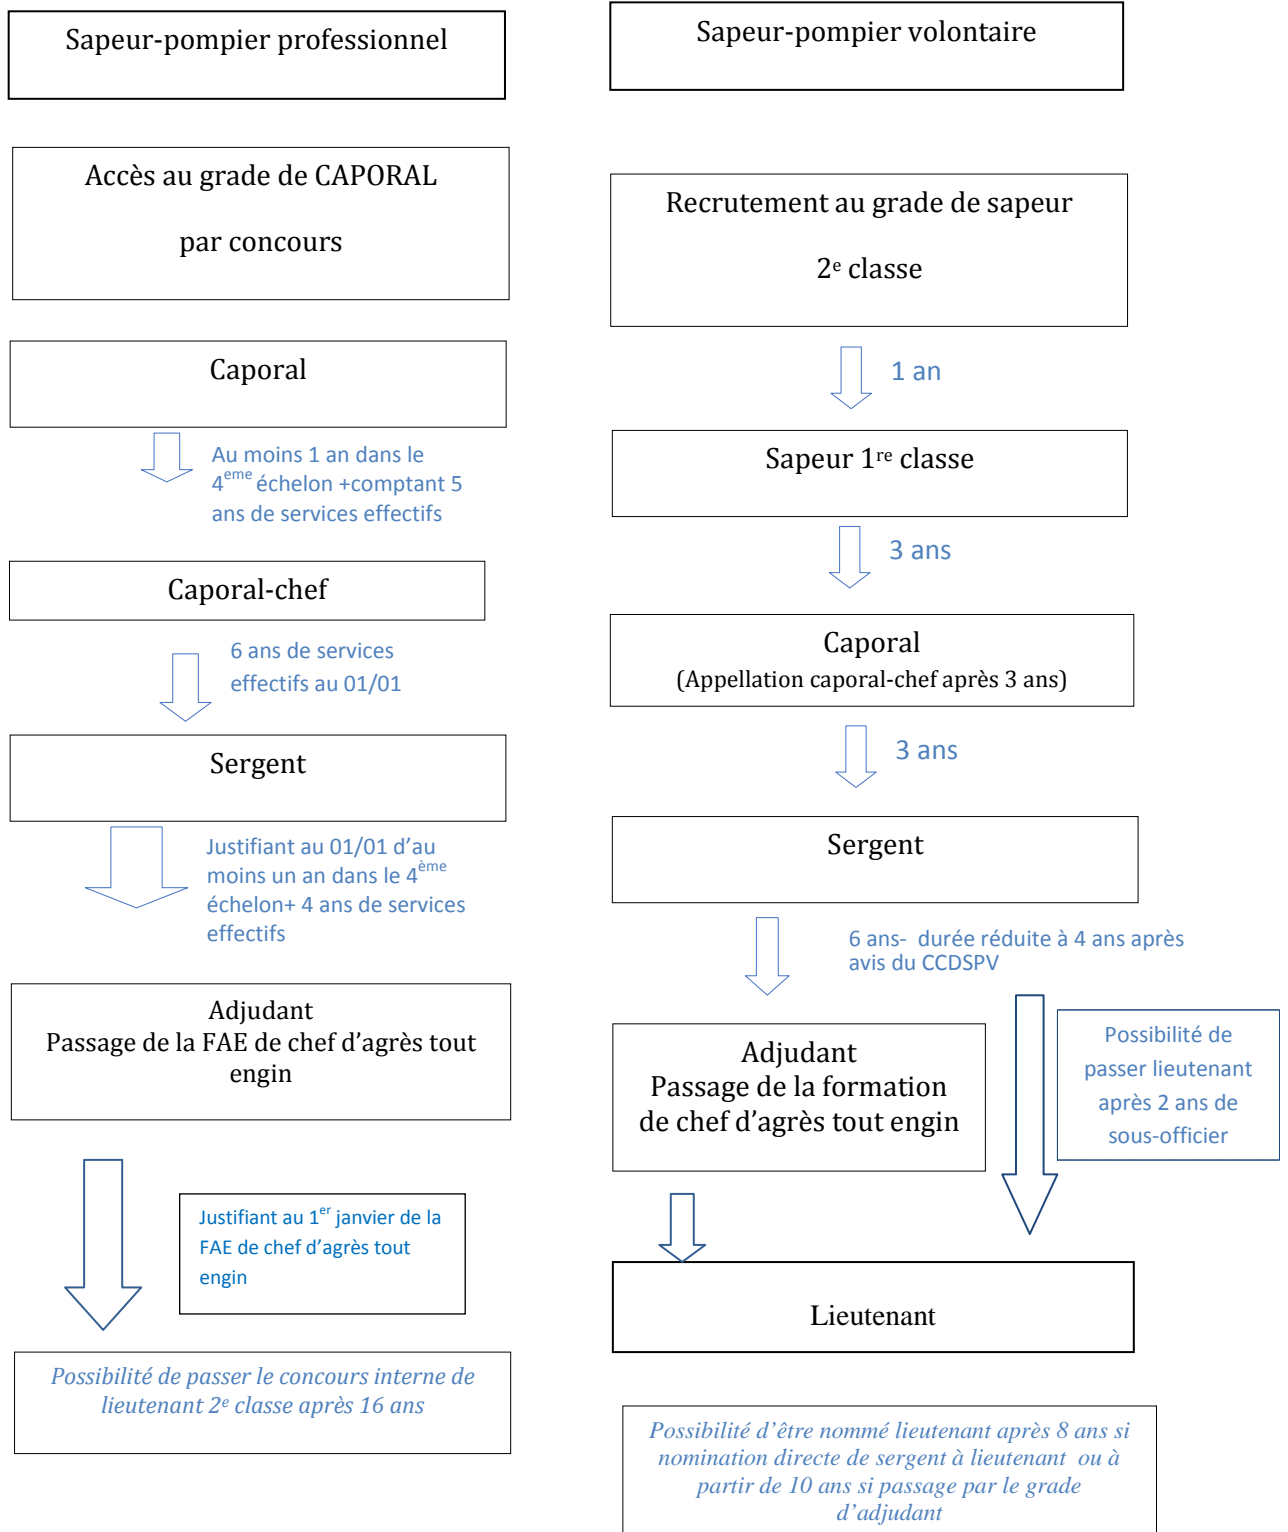 Sapeur-pompier professionnel
Accès au grade de CAPORAL
par concours
Caporal
Au moins 1 an dans le
4eme échelon +comptant 5
ans de services effectifs
Caporal-chef
6 ans de services
effectifs au 01/01
Sergent
Justifiant au 01/01 d’au
moins un an dans le 4ème
échelon+ 4 ans de services
effectifs
Adjudant
Passage de la FAE de chef d’agrès tout
engin
Justifiant au 1er janvier de la
FAE de chef d’agrès tout
engin
Possibilité de passer le concours interne de
lieutenant 2e classe après 16 ans
Sapeur-pompier volontaire
Recrutement au grade de sapeur
2e classe
1 an
Sapeur 1re classe
3 ans
Caporal
(Appellation caporal-chef après 3 ans)
3 ans
Sergent
6 ans- durée réduite à 4 ans après
avis du CCDSPV
Adjudant
Passage de la formation
de chef d’agrès tout engin
Possibilité de
passer lieutenant
après 2 ans de
sous-officier
Lieutenant
Possibilité d’être nommé lieutenant après 8 ans si
nomination directe de sergent à lieutenant ou à
partir de 10 ans si passage par le grade
d’adjudant